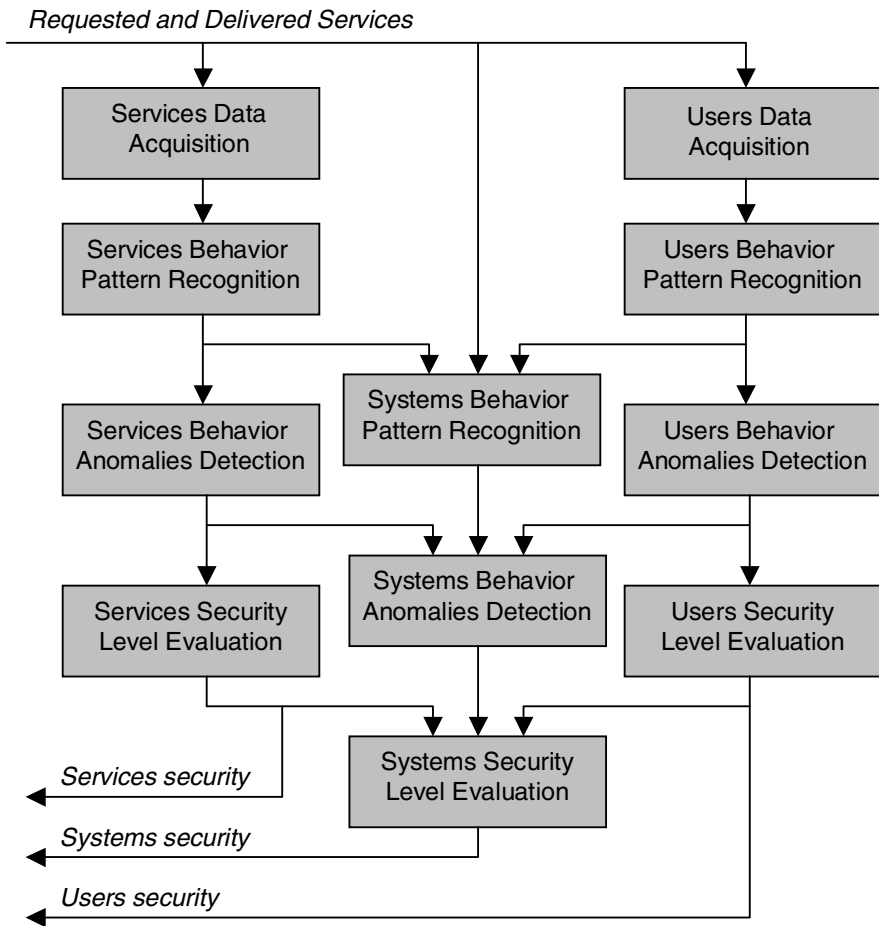 Requested and Delivered Services
Services Data
Acquisition
Users Data
Acquisition
Services Behavior
Pattern Recognition
Users Behavior
Pattern Recognition
Systems Behavior
Pattern Recognition
Services Behavior
Anomalies Detection
Users Behavior
Anomalies Detection
Systems Behavior
Anomalies Detection
Services Security
Level Evaluation
Users Security
Level Evaluation
Systems Security
Level Evaluation
Services security
Systems security
Users security